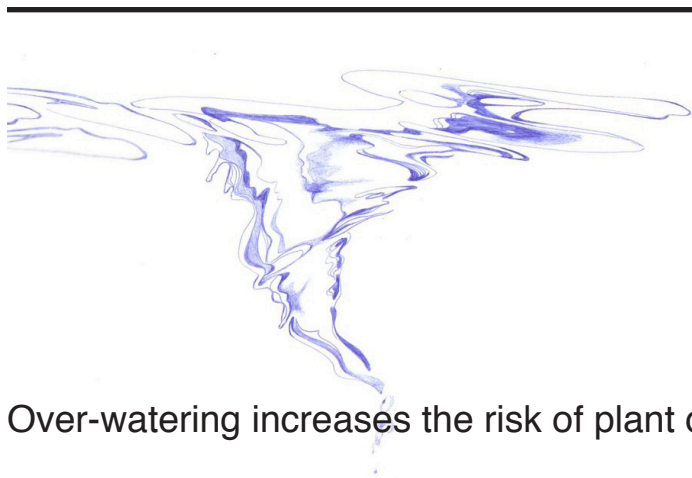 Over-watering increases the risk of plant